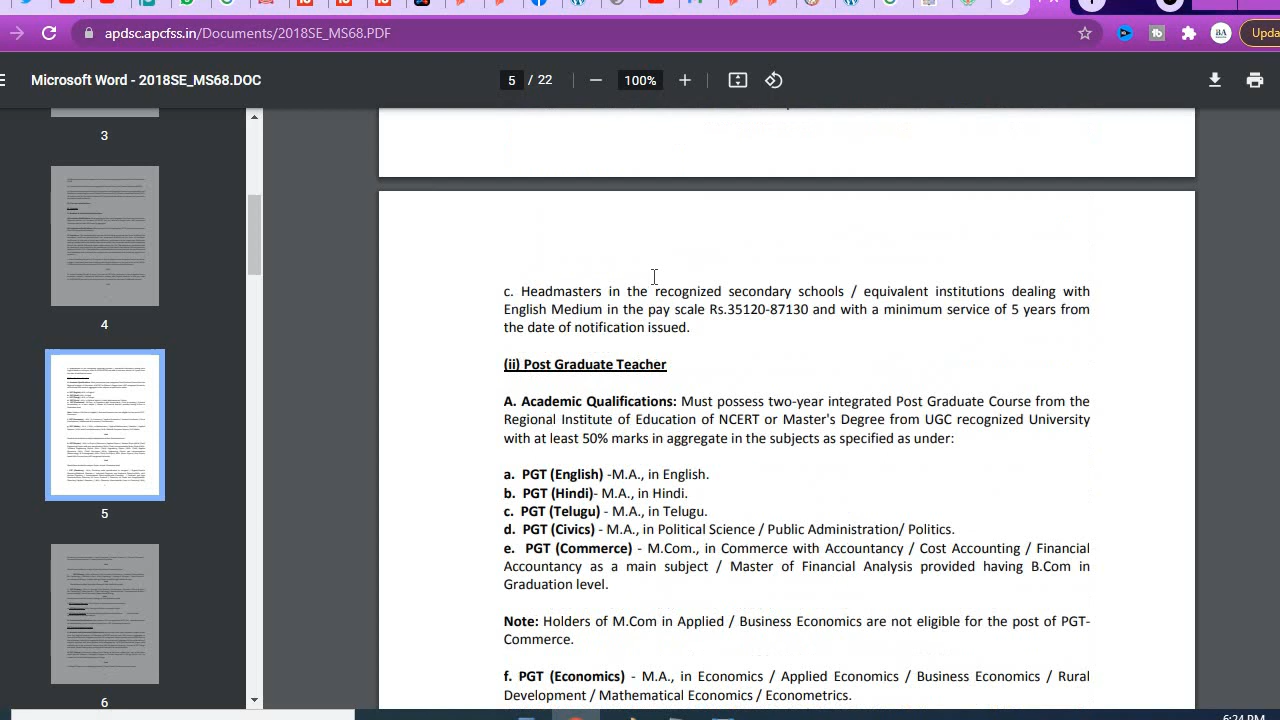 apdsc.apcfss.in/Documents/2018SE_MS68.PDF
BA
Upda
Microsoft Word - 2018SE_MS68.DOC
5 / 22
100%
3
4
5
6
c. Headmasters in the recognized secondary schools / equivalent institutions dealing with
English Medium in the pay scale Rs.35120-87130 and with a minimum service of 5 years from
the date of notification issued.
(ii) Post Graduate Teacher
A. Academic Qualifications: Must possess two-year integrated Post Graduate Course from the
Regional Institute of Education of NCERT or Master's Degree from UGC recognized University
with at least 50% marks in aggregate in the subjects as specified as under:
a. PGT (English) -M.A., in English.
b. PGT (Hindi)- M.A., in Hindi.
c. PGT (Telugu) - M.A., in Telugu.
d. PGT (Civics) - M.A., in Political Science / Public Administration/ Politics.
e. PGT (Commerce) - M.Com., in Commerce with Accountancy / Cost Accounting / Financial
Accountancy as a main subject / Master of Financial Analysis provided having B.Com in
Graduation level.
Note: Holders of M.Com in Applied / Business Economics are not eligible for the post of PGT-
Commerce.
f. PGT (Economics) - M.A., in Economics / Applied Economics / Business Economics / Rural
Development / Mathematical Economics / Econometrics.
6:24 PM